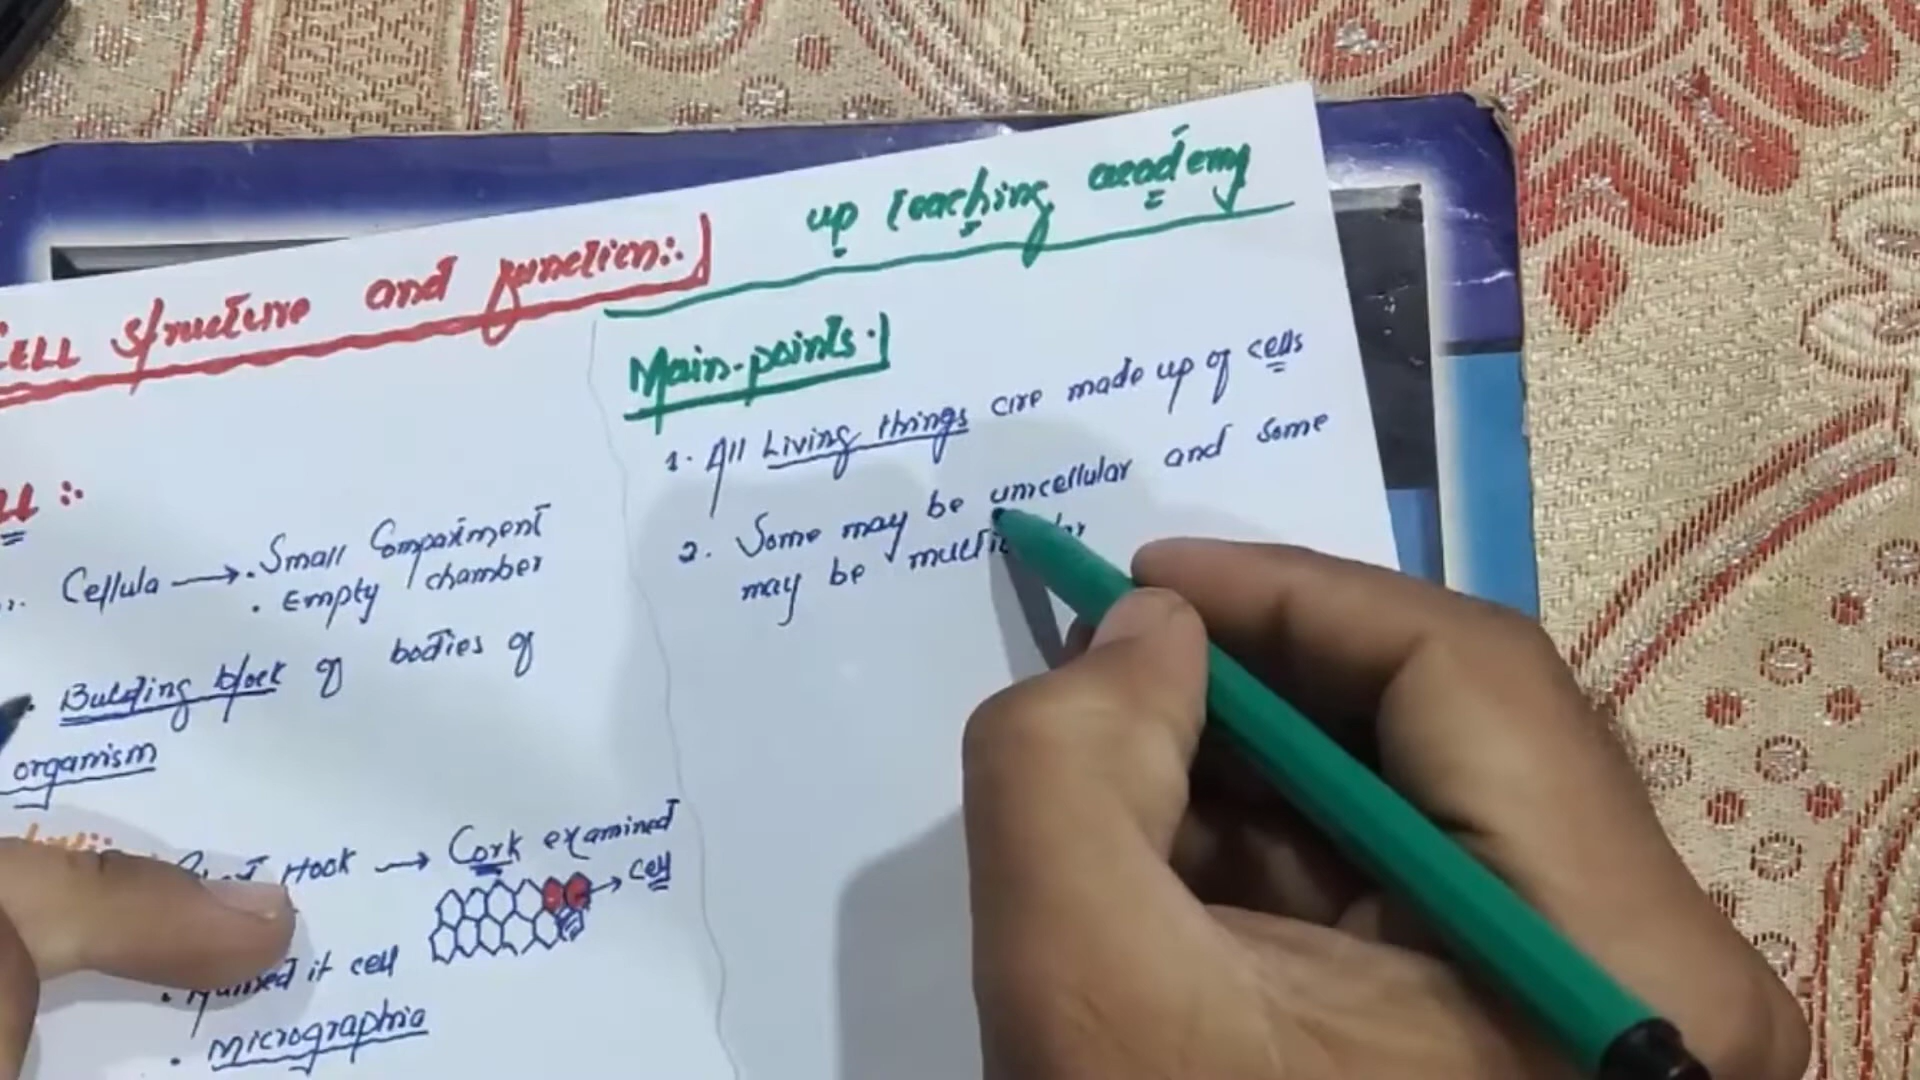 CELL Structure and function:-
up teaching academy
Cellula → . Small Compartment
. Empty chamber
Building block of bodies of
organism
Hook → Cork examined
→ cell
. Named it cell
. Micrographia
Main-points.
1. All Living things are made up of cells
2. Some may be unicellular and some
may be